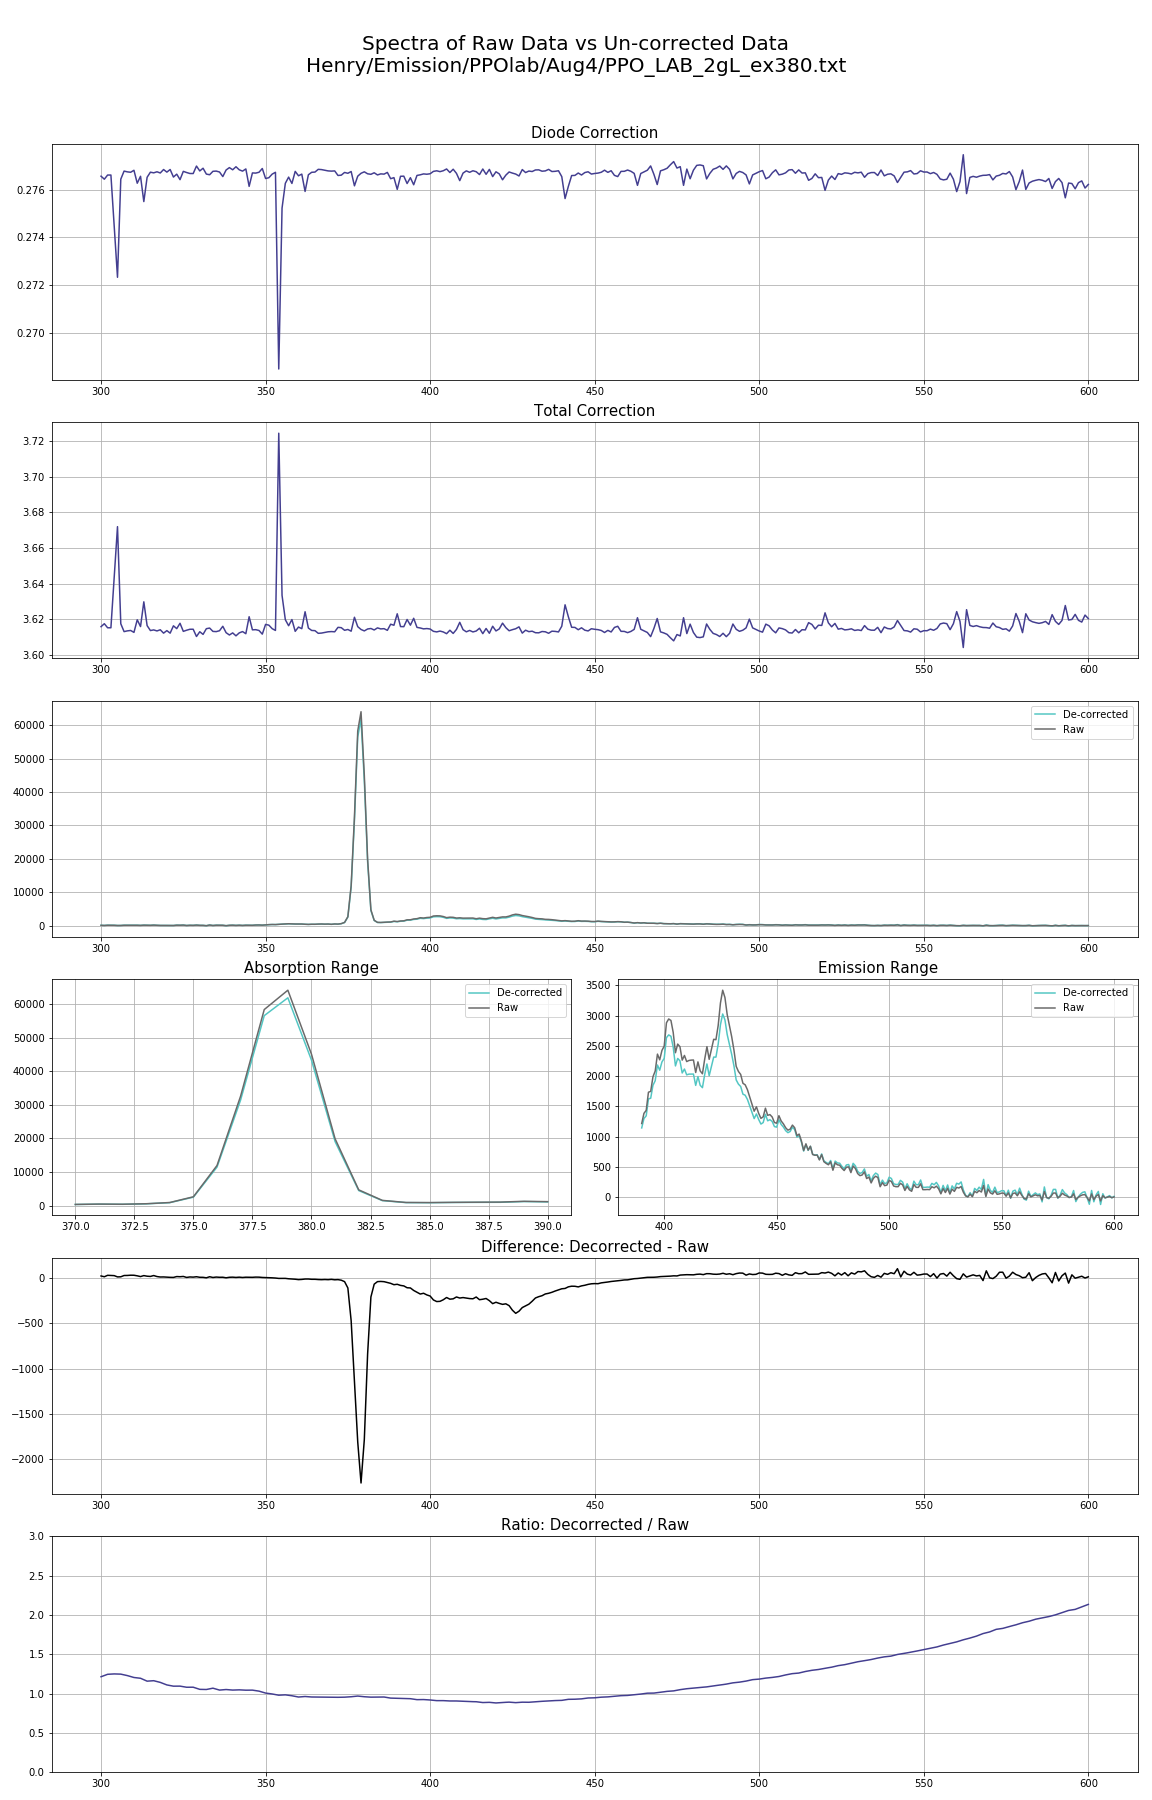 Spectra of Raw Data vs Un-corrected Data
Henry/Emission/PPOlab/Aug4/PPO_LAB_2gL_ex380.txt
Diode Correction
0.276
0.274
0.272
0.270
300 350 400 450 500 550 600
Total Correction
3.72
3.70
3.68
3.66
3.64
3.62
3.60
300 350 400 450 500 550 600
De-corrected
Raw
60000
50000
40000
30000
20000
10000
0
300 350 400 450 500 550 600
Absorption Range
De-corrected
Raw
60000
50000
40000
30000
20000
10000
0
370.0 372.5 375.0 377.5 380.0 382.5 385.0 387.5 390.0
Emission Range
De-corrected
Raw
3500
3000
2500
2000
1500
1000
500
0
400 450 500 550 600
Difference: Decorrected - Raw
0
−500
−1000
−1500
−2000
300 350 400 450 500 550 600
Ratio: Decorrected / Raw
3.0
2.5
2.0
1.5
1.0
0.5
0.0
300 350 400 450 500 550 600